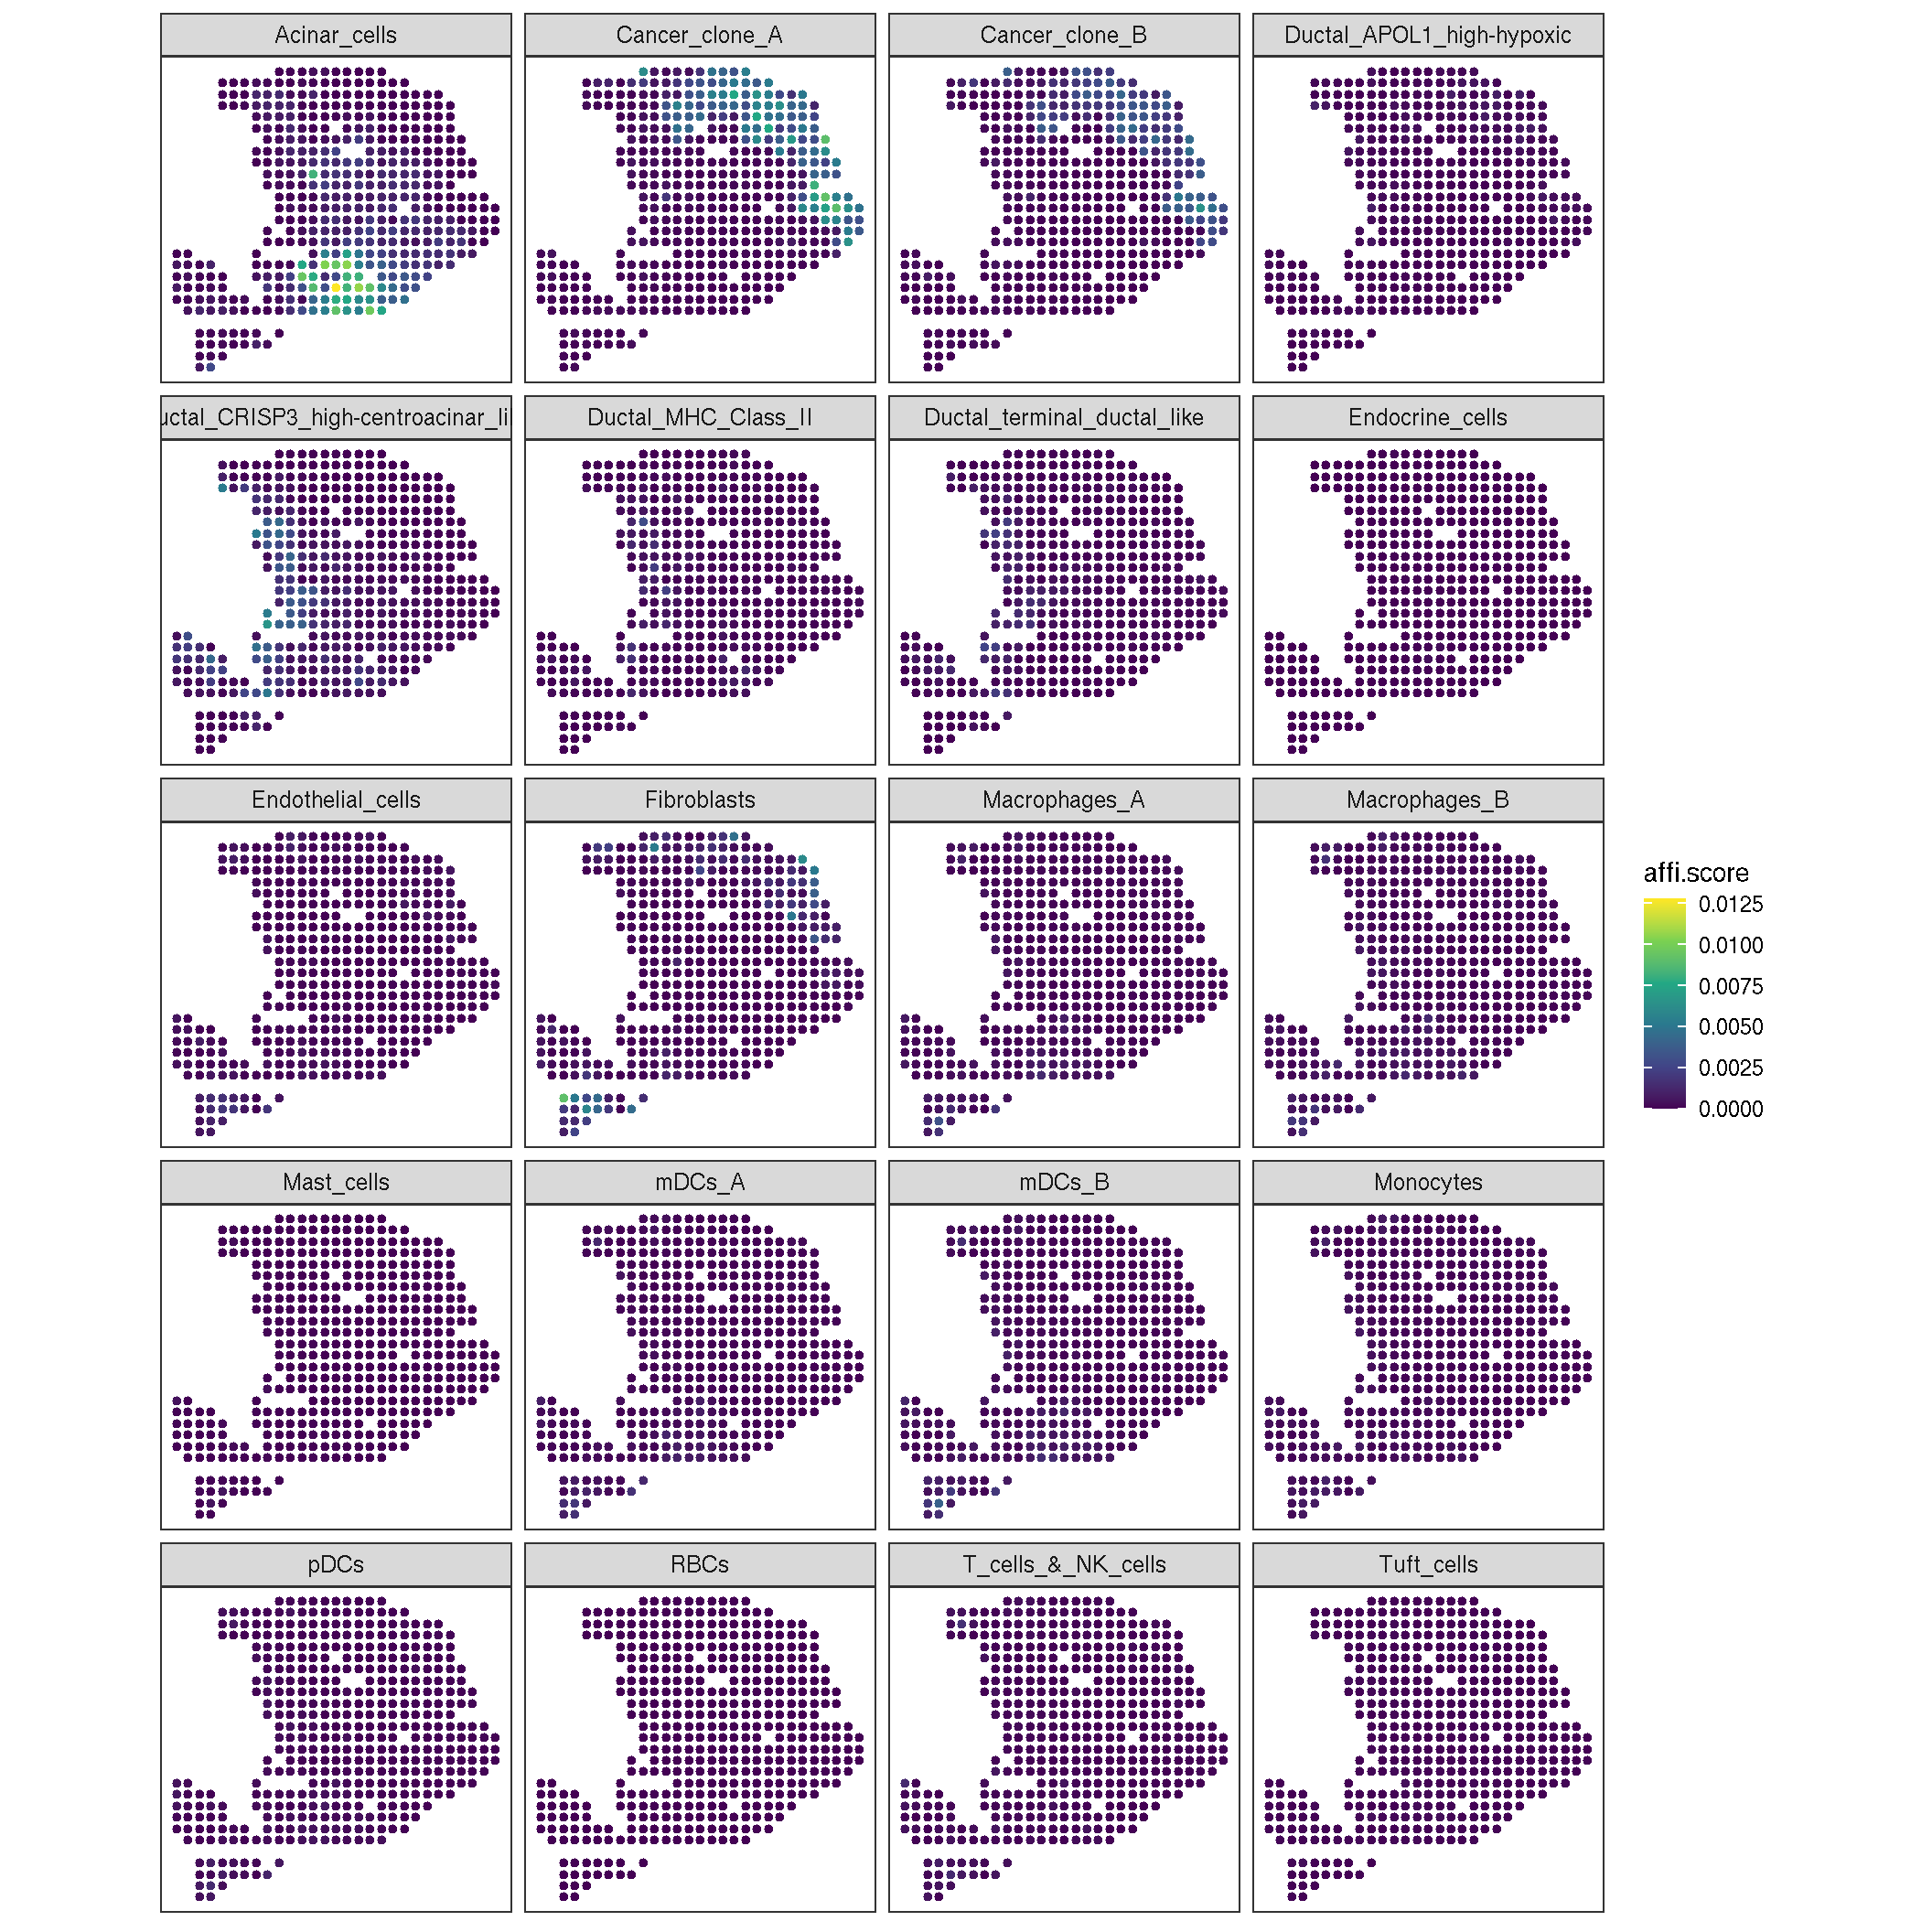 Acinar_cells
Cancer_clone_A
Cancer_clone_B
Ductal_APOL1_high-hypoxic
uctal_CRISP3_high-centroacinar_li
Ductal_MHC_Class_II
Ductal_terminal_ductal_like
Endocrine_cells
Endothelial_cells
Fibroblasts
Macrophages_A
Macrophages_B
affi.score
0.0125
0.0100
0.0075
0.0050
0.0025
0.0000
Mast_cells
mDCs_A
mDCs_B
Monocytes
pDCs
RBCs
T_cells_&_NK_cells
Tuft_cells